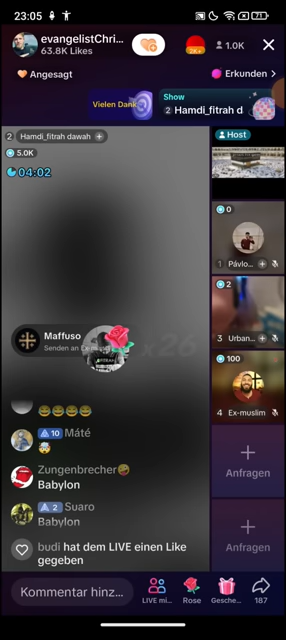 23:05
71
evangelistChri...
63.8K Likes
1.0K
Angesagt
Erkunden >
Vielen Dank
Show
2 Hamdi_fitrah d
2 Hamdi_fitrah dawah +
5.0K
04:02
Host
0
1 Pávlo...
2
3 Urban...
100
4 Ex-muslim
Maffuso
Anfragen
Anfragen
10 Máté
Zungenbrecher
Babylon
2 Suaro
Babylon
budi hat dem LIVE einen Like
gegeben
Kommentar hinz...
LIVE mi...
Rose
Gesche...
187